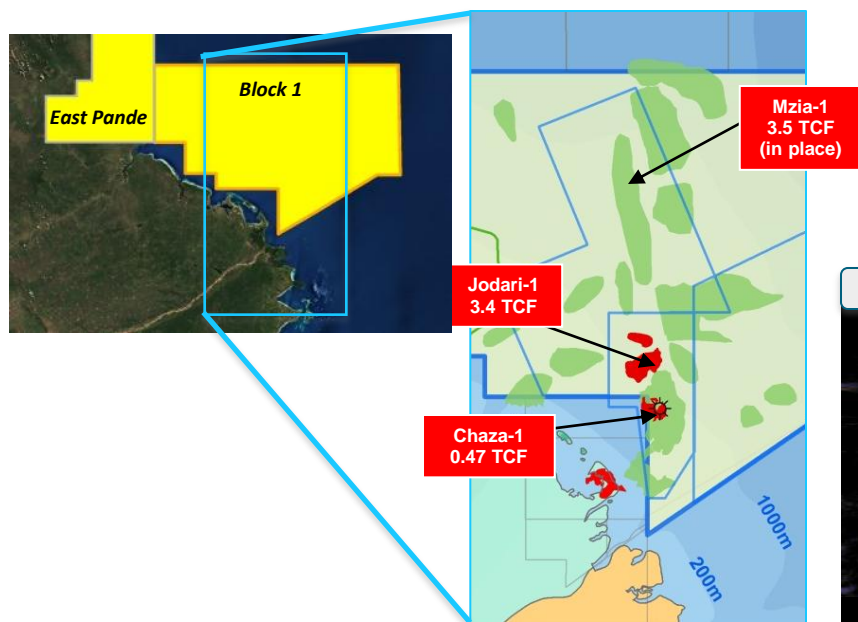 East Pande
Block 1
Mzia-1
3.5 TCF
(in place)
Jodari-1
3.4 TCF
Chaza-1
0.47 TCF
1000m
200m